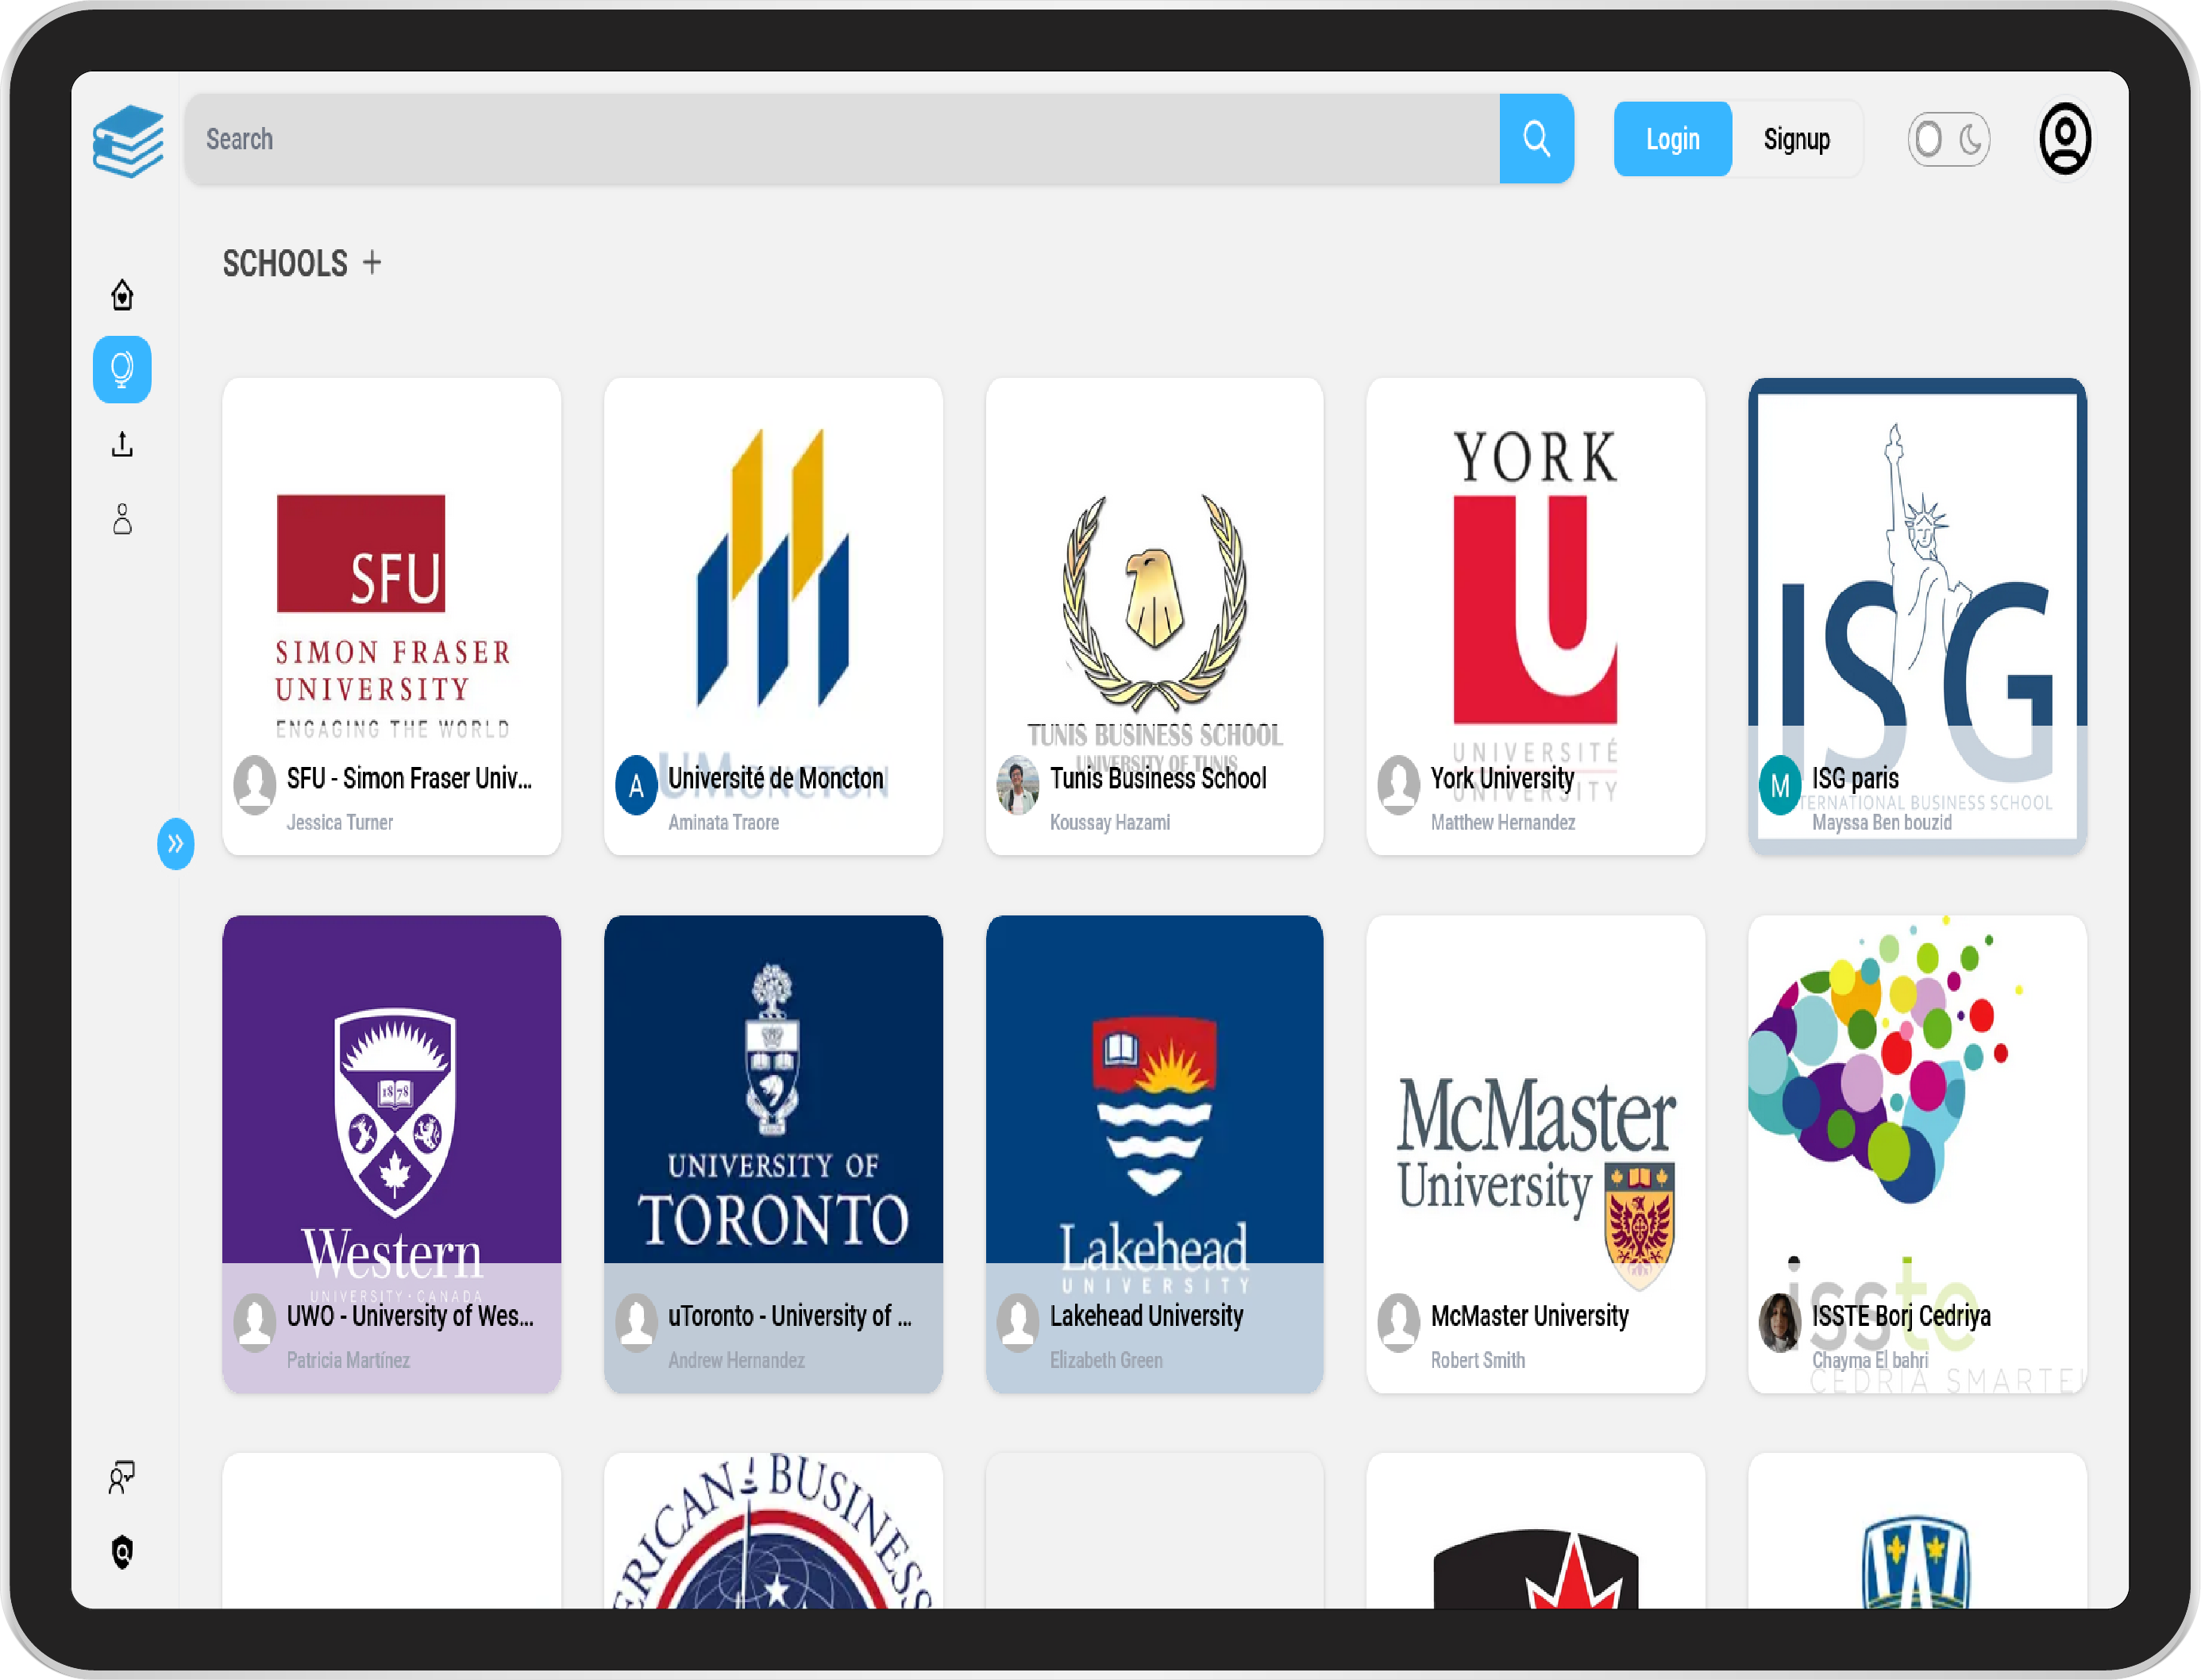 Search
Login
Signup
SCHOOLS +
SFU
SIMON FRASER
UNIVERSITY
ENGAGING THE WORLD
SFU - Simon Fraser Univ...
Jessica Turner
UMONCTON
Université de Moncton
A
Aminata Traore
TUNIS BUSINESS SCHOOL
UNIVERSITY OF TUNIS
Tunis Business School
Koussay Hazami
YORK
U
UNIVERSITÉ
UNIVERSITY
York University
Matthew Hernandez
ISG
M
ISG paris
TERNATIONAL BUSINESS SCHOOL
Mayssa Ben bouzid
1878
Western
UNIVERSITY · CANADA
UWO - University of Wes...
Patricia Martínez
UNIVERSITY OF
TORONTO
uToronto - University of ...
Andrew Hernandez
Lakehead
UNIVERSITY
Lakehead University
Elizabeth Green
McMaster
University
McMaster University
Robert Smith
isste
ISSTE Borj Cedriya
Chayma El bahri
CEDRIA SMARTE
ERICAN BUSINESS